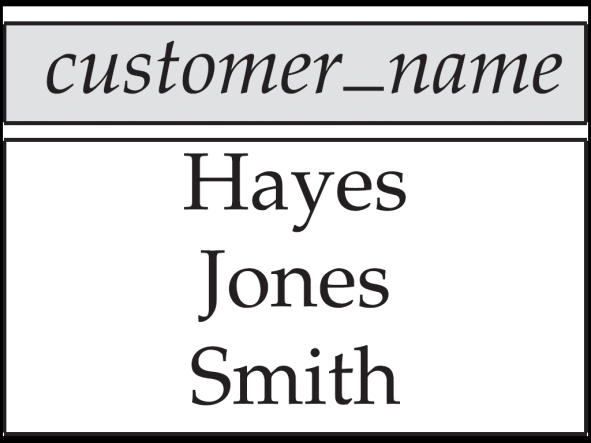 customer_name
Hayes
Jones
Smith